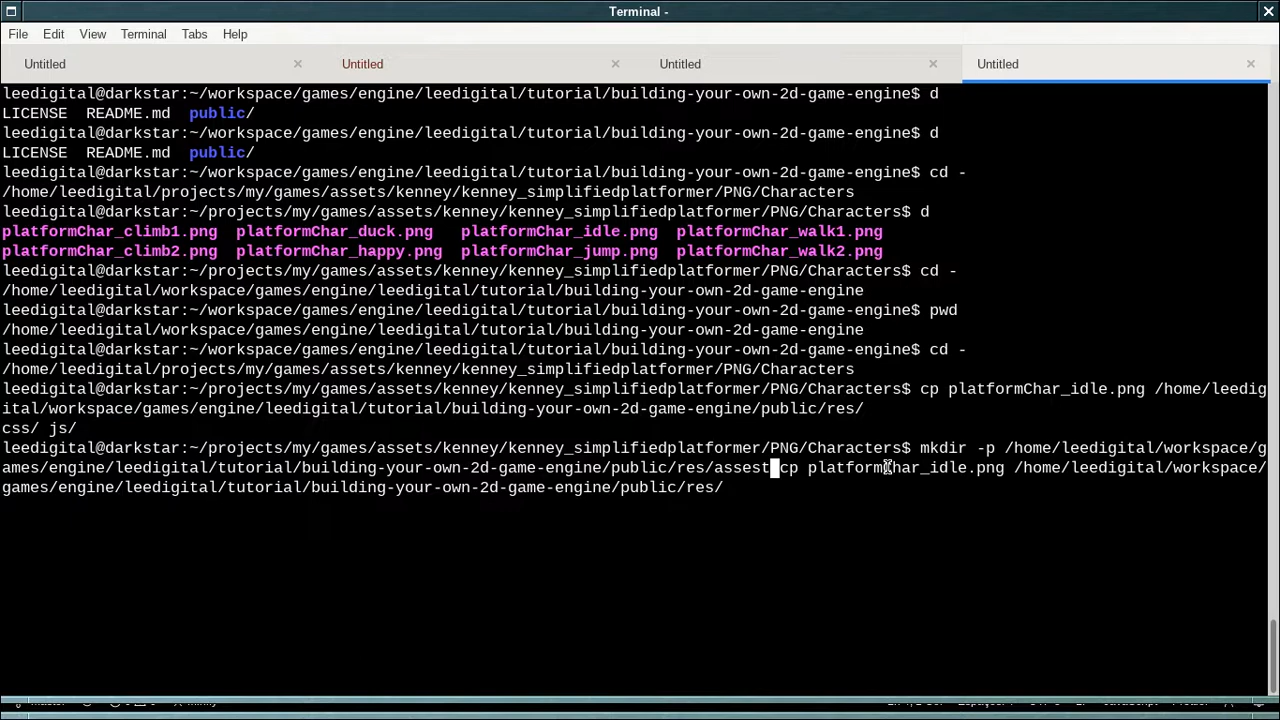 Terminal -
File Edit View Terminal Tabs Help
Untitled Untitled Untitled Untitled
leedigital@darkstar:~/workspace/games/engine/leedigital/tutorial/building-your-own-2d-game-engine$ d
LICENSE  README.md  public/
leedigital@darkstar:~/workspace/games/engine/leedigital/tutorial/building-your-own-2d-game-engine$ d
LICENSE  README.md  public/
leedigital@darkstar:~/workspace/games/engine/leedigital/tutorial/building-your-own-2d-game-engine$ cd -
/home/leedigital/projects/my/games/assets/kenney/kenney_simplifiedplatformer/PNG/Characters
leedigital@darkstar:~/projects/my/games/assets/kenney/kenney_simplifiedplatformer/PNG/Characters$ d
platformChar_climb1.png  platformChar_duck.png   platformChar_idle.png  platformChar_walk1.png
platformChar_climb2.png  platformChar_happy.png  platformChar_jump.png  platformChar_walk2.png
leedigital@darkstar:~/projects/my/games/assets/kenney/kenney_simplifiedplatformer/PNG/Characters$ cd -
/home/leedigital/workspace/games/engine/leedigital/tutorial/building-your-own-2d-game-engine
leedigital@darkstar:~/workspace/games/engine/leedigital/tutorial/building-your-own-2d-game-engine$ pwd
/home/leedigital/workspace/games/engine/leedigital/tutorial/building-your-own-2d-game-engine
leedigital@darkstar:~/workspace/games/engine/leedigital/tutorial/building-your-own-2d-game-engine$ cd -
/home/leedigital/projects/my/games/assets/kenney/kenney_simplifiedplatformer/PNG/Characters
leedigital@darkstar:~/projects/my/games/assets/kenney/kenney_simplifiedplatformer/PNG/Characters$ cp platformChar_idle.png /home/leedig
ital/workspace/games/engine/leedigital/tutorial/building-your-own-2d-game-engine/public/res/
css/ js/
leedigital@darkstar:~/projects/my/games/assets/kenney/kenney_simplifiedplatformer/PNG/Characters$ mkdir -p /home/leedigital/workspace/g
ames/engine/leedigital/tutorial/building-your-own-2d-game-engine/public/res/assest cp platformChar_idle.png /home/leedigital/workspace/
games/engine/leedigital/tutorial/building-your-own-2d-game-engine/public/res/